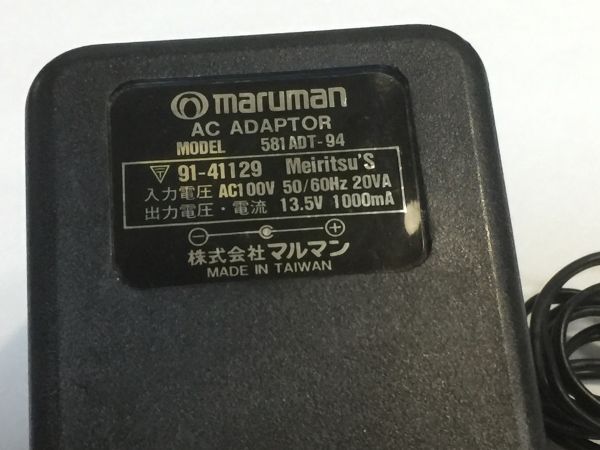 maruman
AC ADAPTOR
MODEL 581ADT-94
91-41129 Meiritsu'S
入力電圧 AC100V 50/60Hz 20VA
出力電圧・電流 13.5V 1000mA
株式会社マルマン
MADE IN TAIWAN